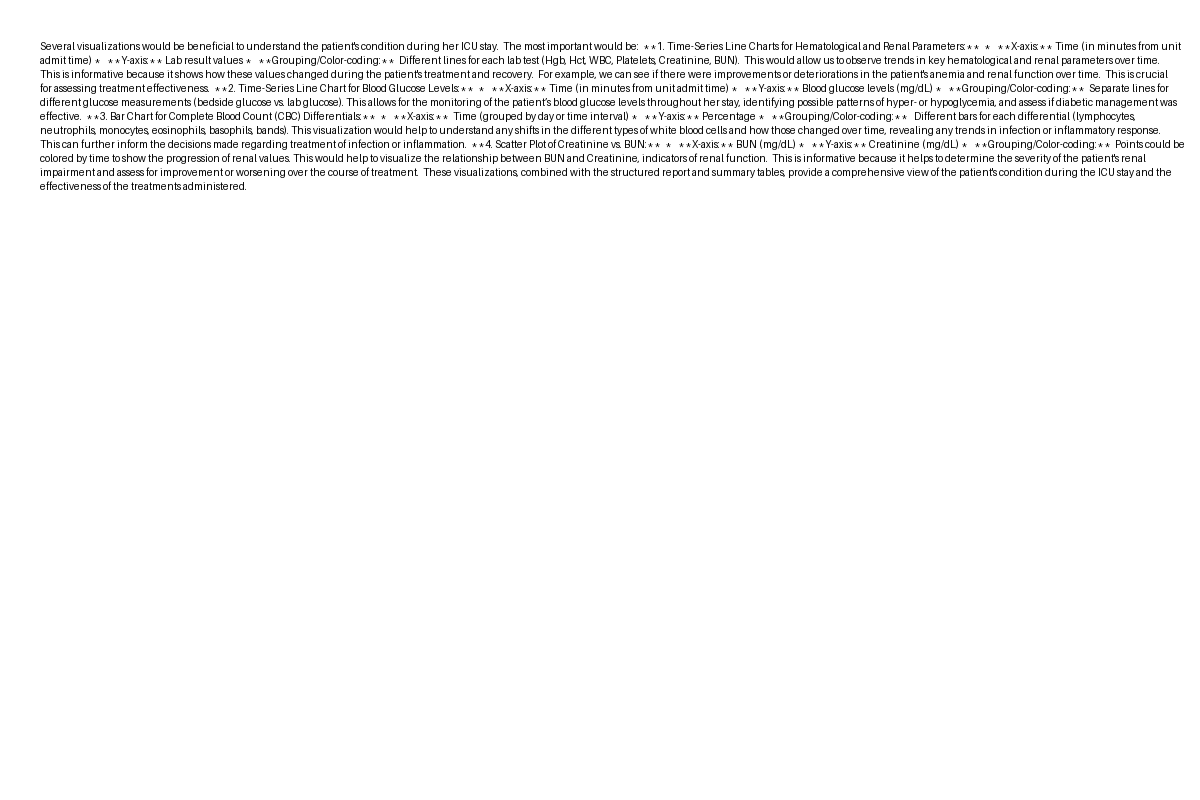 Several visualizations would be beneficial to understand the patient's condition during her ICU stay.  The most important would be:  **1. Time-Series Line Charts for Hematological and Renal Parameters:**  *   **X-axis:**  Time (in minutes from unit
admit time)  *   **Y-axis:**  Lab result values  *   **Grouping/Color-coding:**  Different lines for each lab test (Hgb, Hct, WBC, Platelets, Creatinine, BUN).  This would allow us to observe trends in key hematological and renal parameters over time.
This is informative because it shows how these values changed during the patient's treatment and recovery.  For example, we can see if there were improvements or deteriorations in the patient's anemia and renal function over time.  This is crucial
for assessing treatment effectiveness.  **2. Time-Series Line Chart for Blood Glucose Levels:**  *   **X-axis:**  Time (in minutes from unit admit time)  *   **Y-axis:**  Blood glucose levels (mg/dL)  *   **Grouping/Color-coding:**  Separate lines for
different glucose measurements (bedside glucose vs. lab glucose). This allows for the monitoring of the patient's blood glucose levels throughout her stay, identifying possible patterns of hyper- or hypoglycemia, and assess if diabetic management was
effective.  **3. Bar Chart for Complete Blood Count (CBC) Differentials:**  *   **X-axis:**  Time (grouped by day or time interval)  *   **Y-axis:**  Percentage  *   **Grouping/Color-coding:**  Different bars for each differential (lymphocytes,
neutrophils, monocytes, eosinophils, basophils, bands). This visualization would help to understand any shifts in the different types of white blood cells and how those changed over time, revealing any trends in infection or inflammatory response.
This can further inform the decisions made regarding treatment of infection or inflammation.  **4. Scatter Plot of Creatinine vs. BUN:**  *   **X-axis:**  BUN (mg/dL)  *   **Y-axis:**  Creatinine (mg/dL)  *   **Grouping/Color-coding:**  Points could be
colored by time to show the progression of renal values. This would help to visualize the relationship between BUN and Creatinine, indicators of renal function.  This is informative because it helps to determine the severity of the patient's renal
impairment and assess for improvement or worsening over the course of treatment.  These visualizations, combined with the structured report and summary tables, provide a comprehensive view of the patient's condition during the ICU stay and the
effectiveness of the treatments administered.